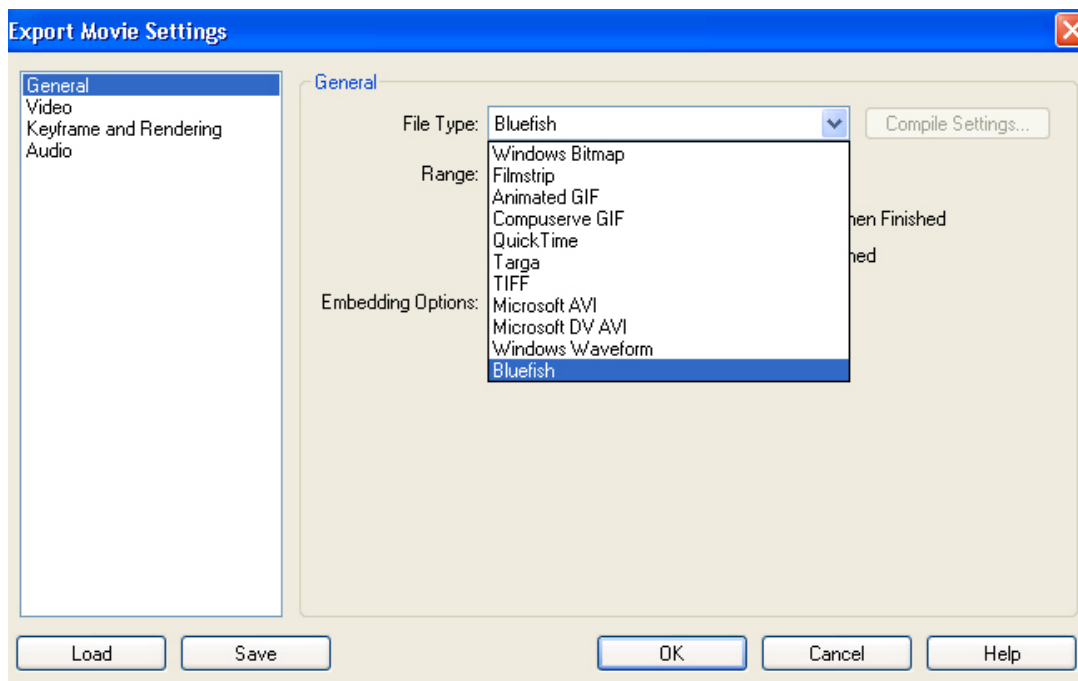 Export Movie Settings
General
Video
Keyframe and Rendering
Audio
General
File Type: Bluefish
Compile Settings...
Range:
Windows Bitmap
Filmstrip
Animated GIF
Compuserve GIF
QuickTime
Targa
TIFF
Microsoft AVI
Microsoft DV AVI
Windows Waveform
Bluefish
Finished
Embedding Options:
Load
Save
OK
Cancel
Help